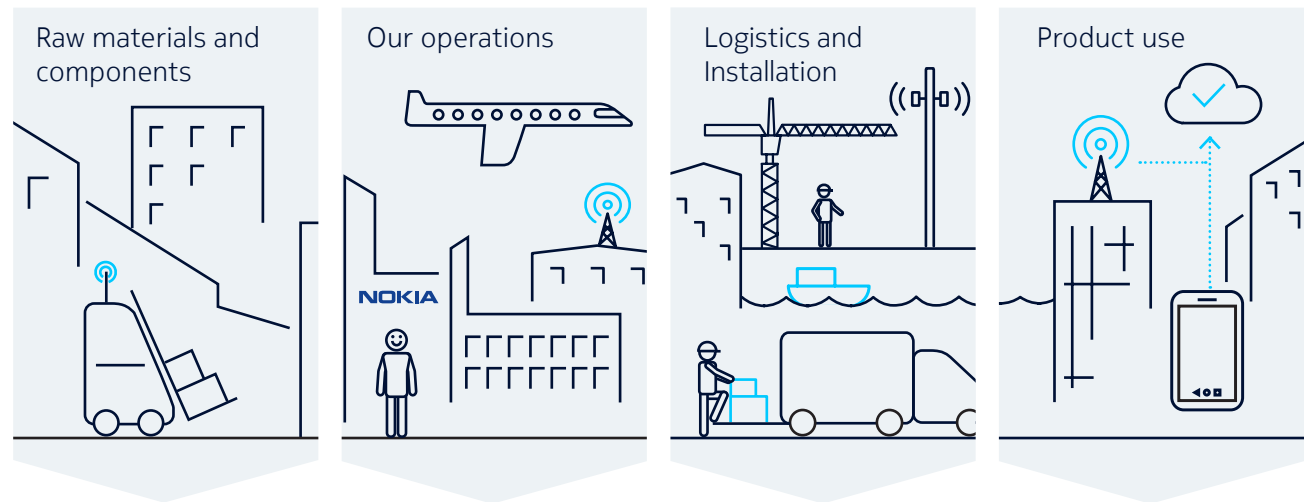 Raw materials and
components
Our operations
Logistics and
Installation
Product use
NOKIA